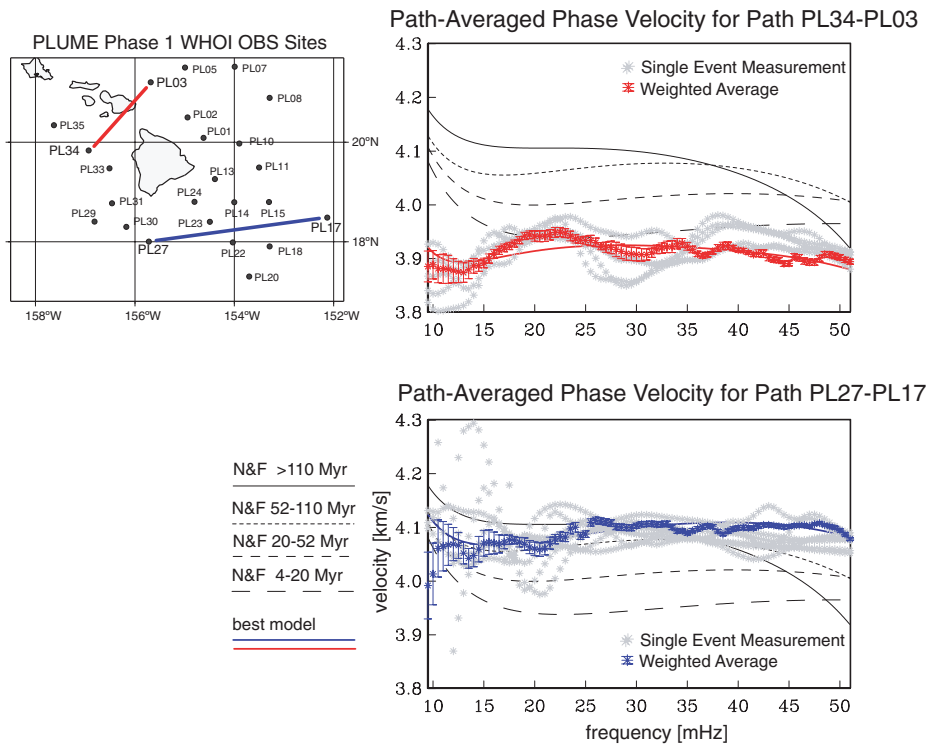 Path-Averaged Phase Velocity for Path PL34-PL03
PLUME Phase 1 WHOI OBS Sites
PL03
PL05
PL07
PL08
PL35
PL02
PL01
PL10
20°N
PL34
PL33
PL13
PL11
PL31
PL24
PL29
PL30
PL23
PL14
PL15
PL17
PL27
PL22
PL18
18°N
PL20
158°W
156°W
154°W
152°W
4.3
4.2
4.1
4.0
3.9
3.8
Single Event Measurement
Weighted Average
10 15 20 25 30 35 40 45 50
Path-Averaged Phase Velocity for Path PL27-PL17
N&F >110 Myr
N&F 52-110 Myr
N&F 20-52 Myr
N&F 4-20 Myr
best model
velocity [km/s]
4.3
4.2
4.1
4.0
3.9
3.8
Single Event Measurement
Weighted Average
10 15 20 25 30 35 40 45 50
frequency [mHz]